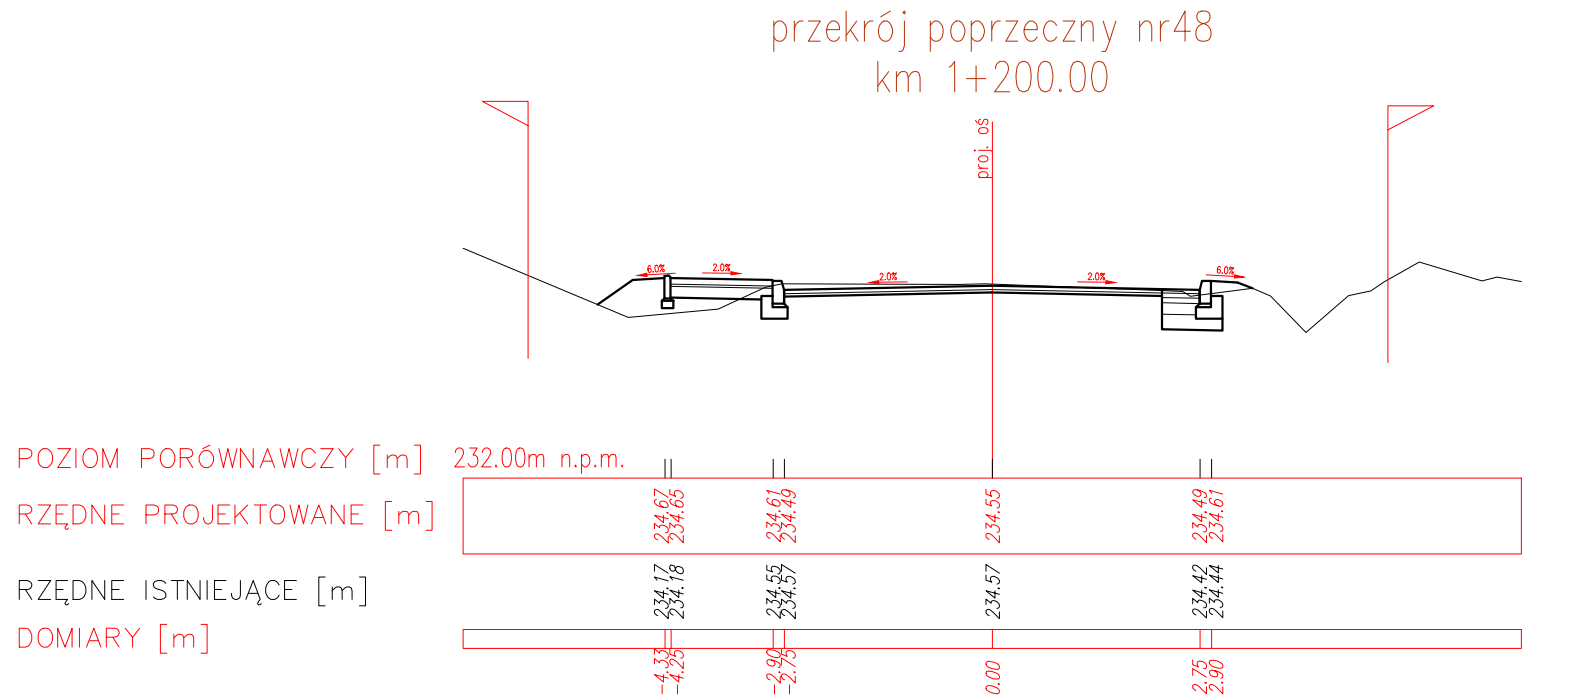 przekrój poprzeczny nr48
km 1+200.00
proj. oś
6.0%
2.0%
2.0%
2.0%
6.0%
POZIOM PORÓWNAWCZY [m] 232.00m n.p.m.
RZĘDNE PROJEKTOWANE [m] 234.67 234.65 234.61 234.49 234.55 234.49 234.61
RZĘDNE ISTNIEJĄCE [m] 234.17 234.18 234.55 234.57 234.57 234.42 234.44
DOMIARY [m] -4.33 -4.25 -2.90 -2.75 0.00 2.75 2.90